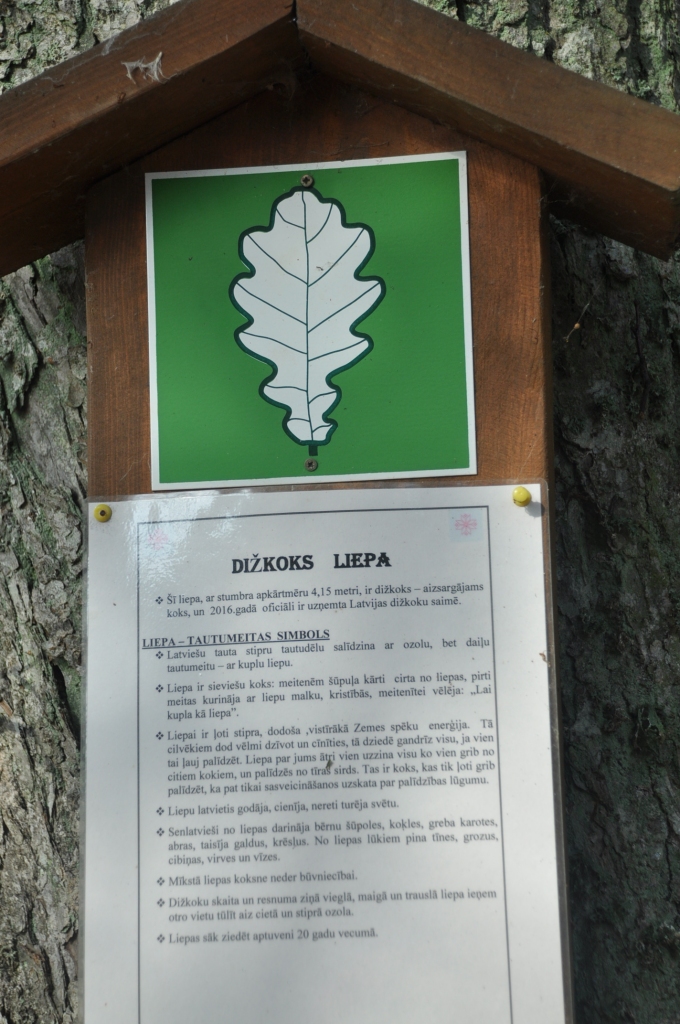 DIŽKOKS LIEPA
❖ Šī liepa, ar stumbra apkārtmēru 4,15 metri, ir dižkoks – aizsargājams
koks, un 2016.gadā oficiāli ir uzņemta Latvijas dižkoku saimē.
LIEPA – TAUTUMEITAS SIMBOLS
❖ Latviešu tauta stipru tautudēlu salīdzina ar ozolu, bet daiļu
tautumeitu – ar kuplu liepu.
❖ Liepa ir sieviešu koks: meitenēm šūpuļa kārti cirta no liepas, pirti
meitas kurināja ar liepu malku, kristībās, meitenītei vēlēja: „Lai
kupla kā liepa”.
❖ Liepai ir ļoti stipra, dodoša ,vistīrākā Zemes spēku enerģija. Tā
cilvēkiem dod vēlmi dzīvot un cīnīties, tā dziedē gandrīz visu, ja vien
tai ļauj palīdzēt. Liepa par jums ātri vien uzzina visu ko vien grib no
citiem kokiem, un palīdzēs no tīras sirds. Tas ir koks, kas tik ļoti grib
palīdzēt, ka pat tikai sasveicināšanos uzskata par palīdzības lūgumu.
❖ Liepu latvietis godāja, cienīja, nereti turēja svētu.
❖ Senlatvieši no liepas darināja bērnu šūpoles, kokles, greba karotes,
abras, taisīja galdus, krēslus. No liepas lūkiem pina tīnes, grozus,
cibiņas, virves un vīzes.
❖ Mīkstā liepas koksne neder būvniecībai.
❖ Dižkoku skaita un resnuma ziņā vieglā, maigā un trauslā liepa ieņem
otro vietu tūlīt aiz cietā un stiprā ozola.
❖ Liepas sāk ziedēt aptuveni 20 gadu vecumā.